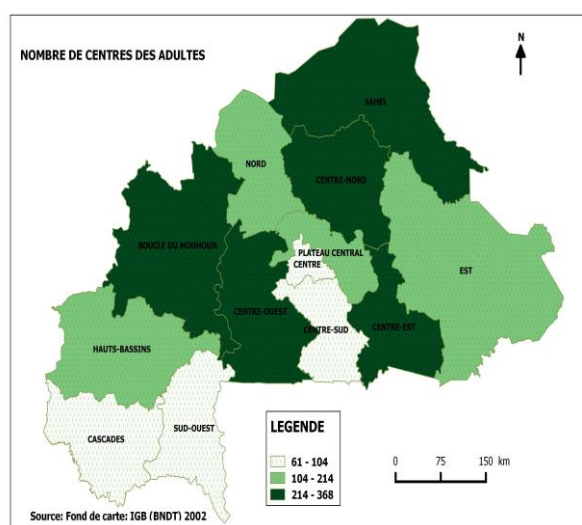 NOMBRE DE CENTRES DES ADULTES
N
SAHEL
NORD
CENTRE-NORD
BOUCLE DU MOUHOUN
PLATEAU CENTRAL
CENTRE
EST
CENTRE-OUEST
CENTRE-SUD
CENTRE-EST
HAUTS-BASSINS
CASCADES
SUD-OUEST
LEGENDE
61 - 104
104 - 214
214 - 368
0 75 150 km
Source: Fond de carte: IGB (BNDT) 2002